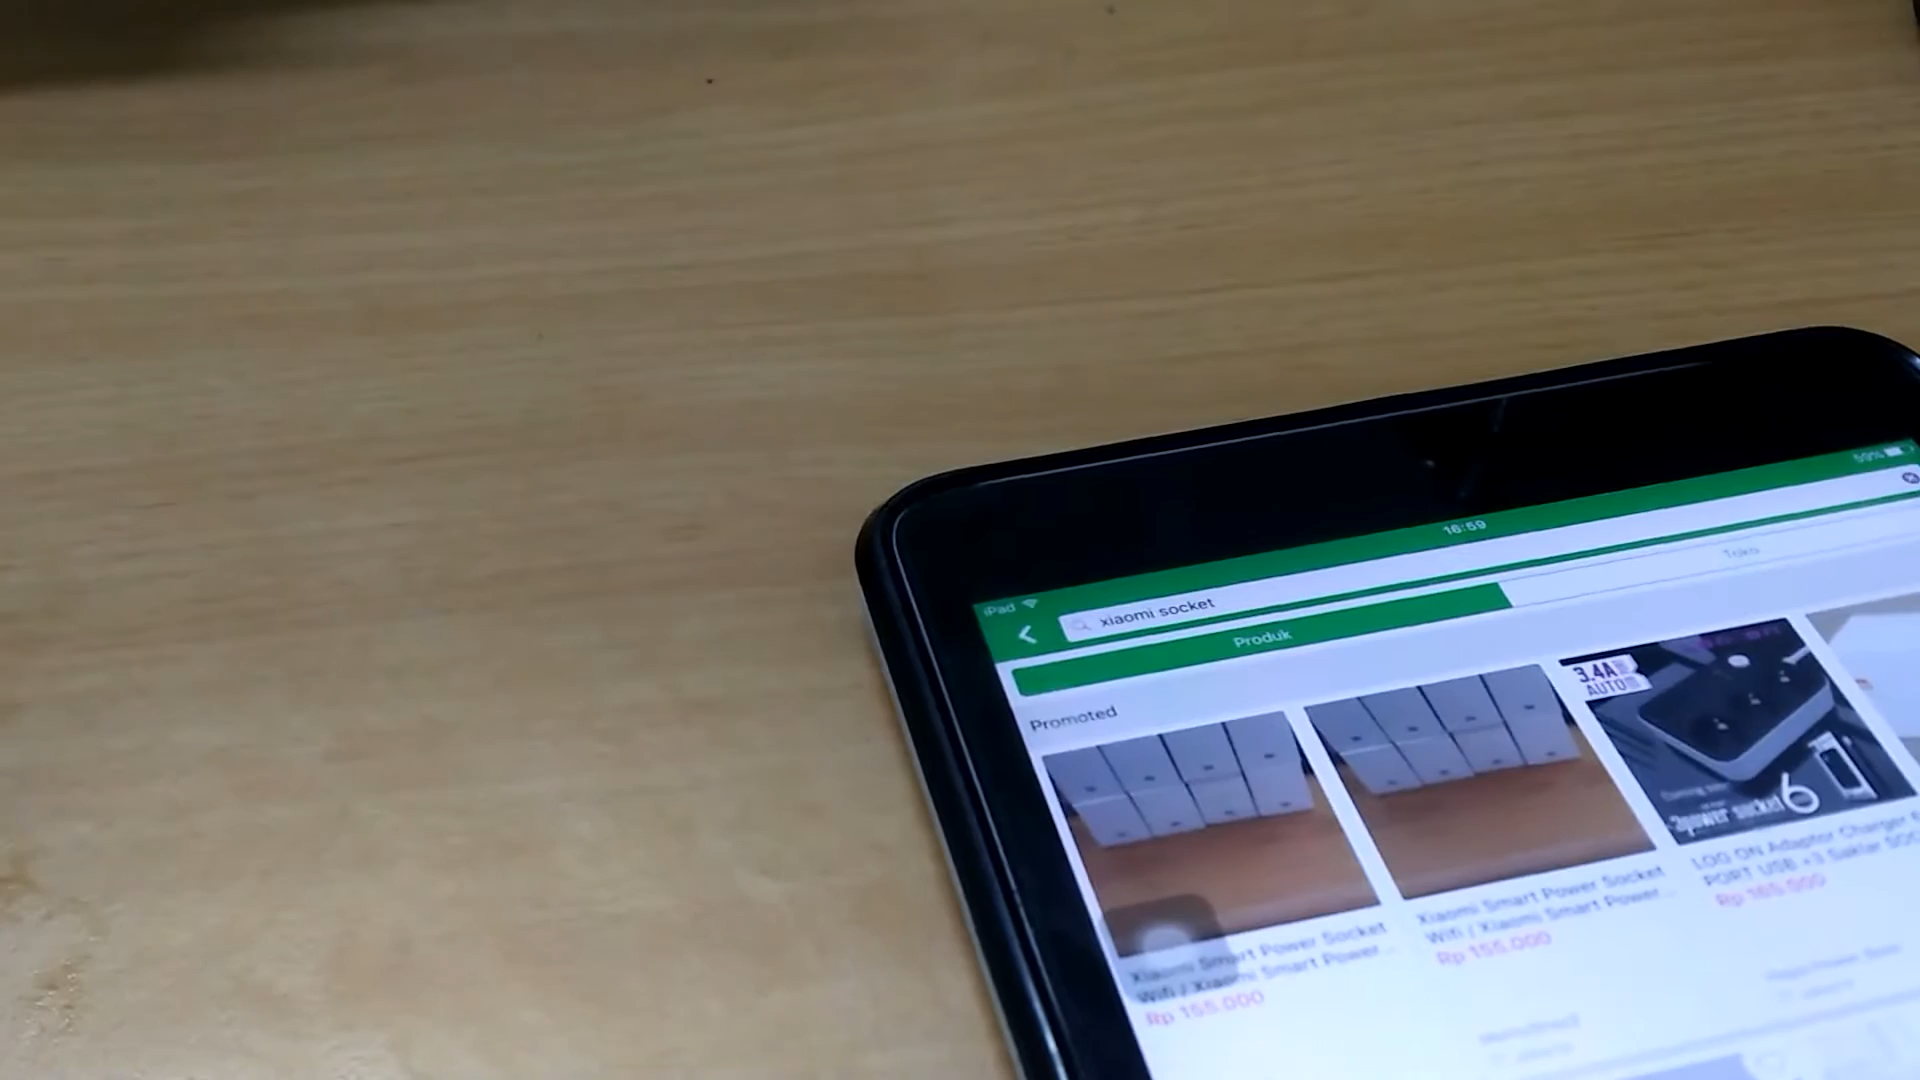 iPad
16:59
59%
xiaomi socket
Produk
Toko
Promoted
Xiaomi Smart Power Socket
Wifi / Xiaomi Smart Power...
Rp 155.000
Xiaomi Smart Power Socket
Wifi / Xiaomi Smart Power...
Rp 155.000
3.4A
AUTO
power socket 6
LOG ON Adaptor Charger
PORT USB +3 Saklar
Rp 165.000